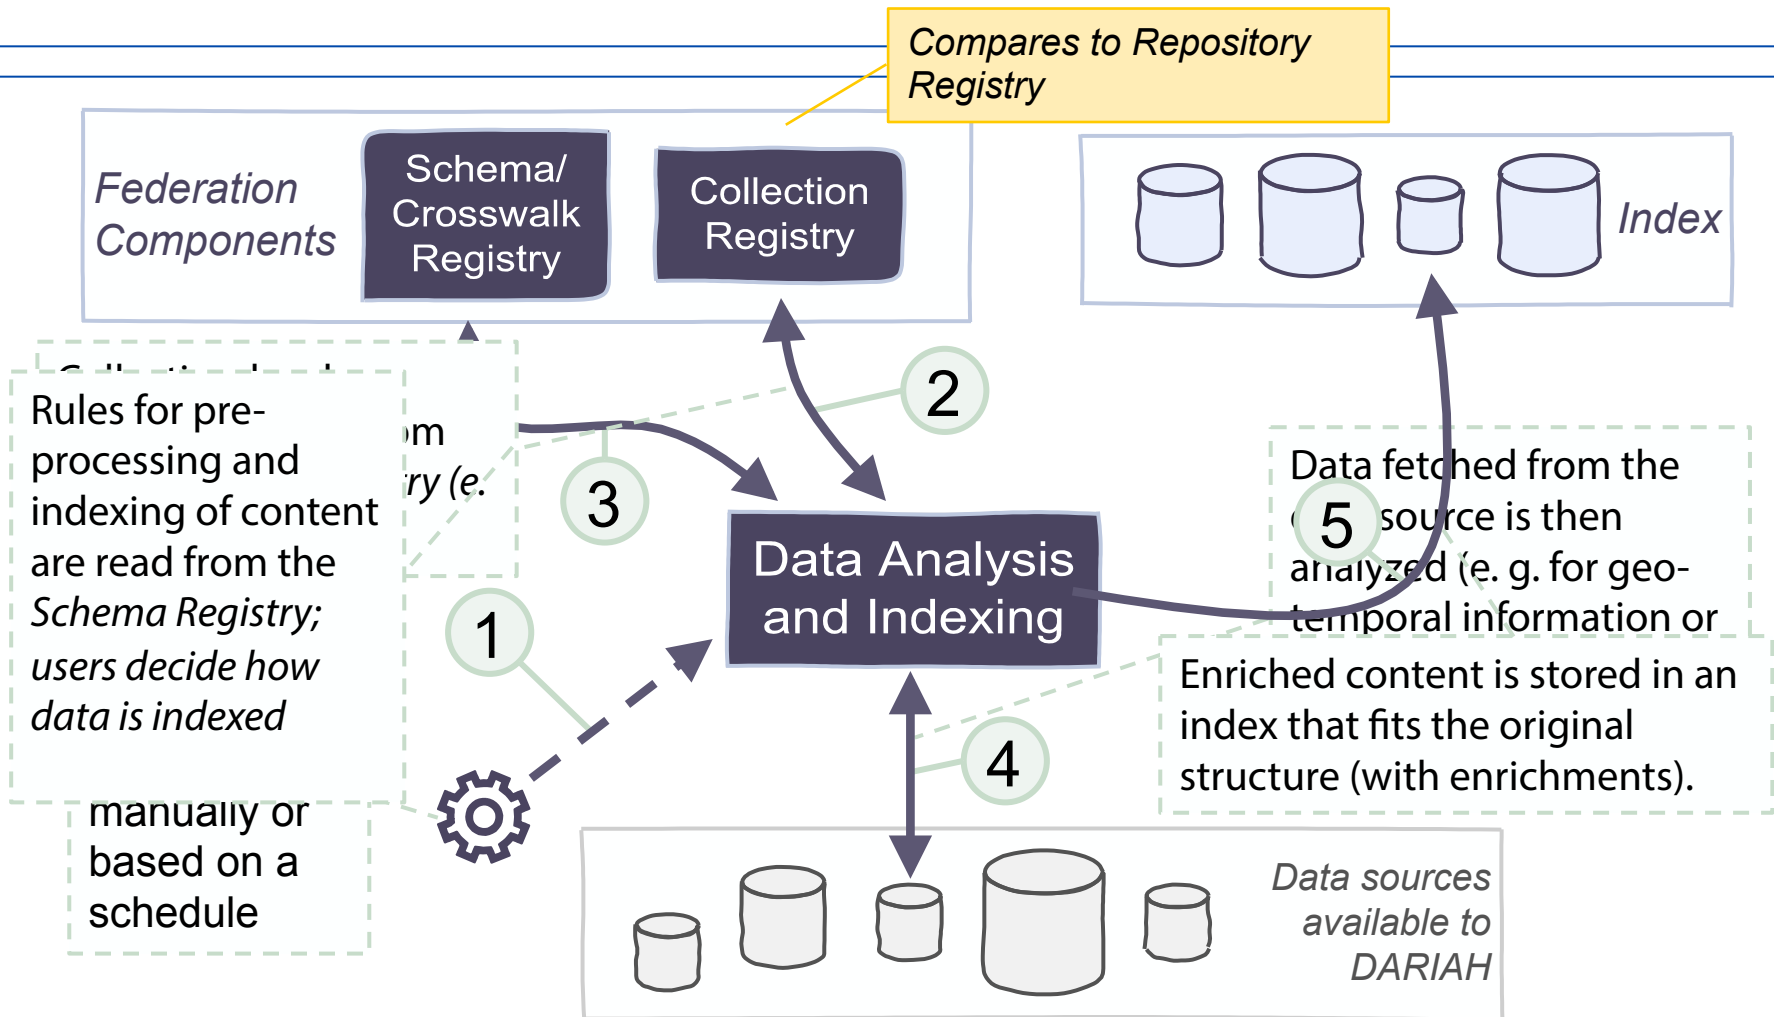 Compares to Repository
Registry
Federation
Components
Schema/
Crosswalk
Registry
Collection
Registry
Index
Rules for pre-
processing and
indexing of content
are read from the
Schema Registry;
users decide how
data is indexed
(e.
manually or
based on a
schedule
1
2
3
4
5
Data Analysis
and Indexing
Data fetched from the
source is then
analyzed (e. g. for geo-
temporal information or
Enriched content is stored in an
index that fits the original
structure (with enrichments).
Data sources
available to
DARIAH